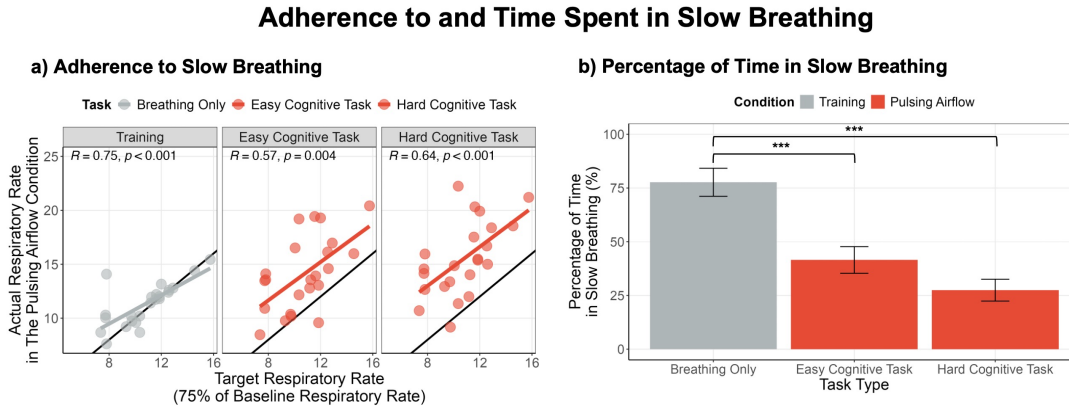 Adherence to and Time Spent in Slow Breathing
a) Adherence to Slow Breathing
Task Breathing Only Easy Cognitive Task Hard Cognitive Task
Training Easy Cognitive Task Hard Cognitive Task
R = 0.75, p < 0.001 R = 0.57, p = 0.004 R = 0.64, p < 0.001
25
20
15
10
8 12 16 8 12 16 8 12 16
Actual Respiratory Rate
in The Pulsing Airflow Condition
Target Respiratory Rate
(75% of Baseline Respiratory Rate)
b) Percentage of Time in Slow Breathing
Condition Training Pulsing Airflow
***
***
100
75
50
25
0
Percentage of Time
in Slow Breathing (%)
Breathing Only Easy Cognitive Task Hard Cognitive Task
Task Type